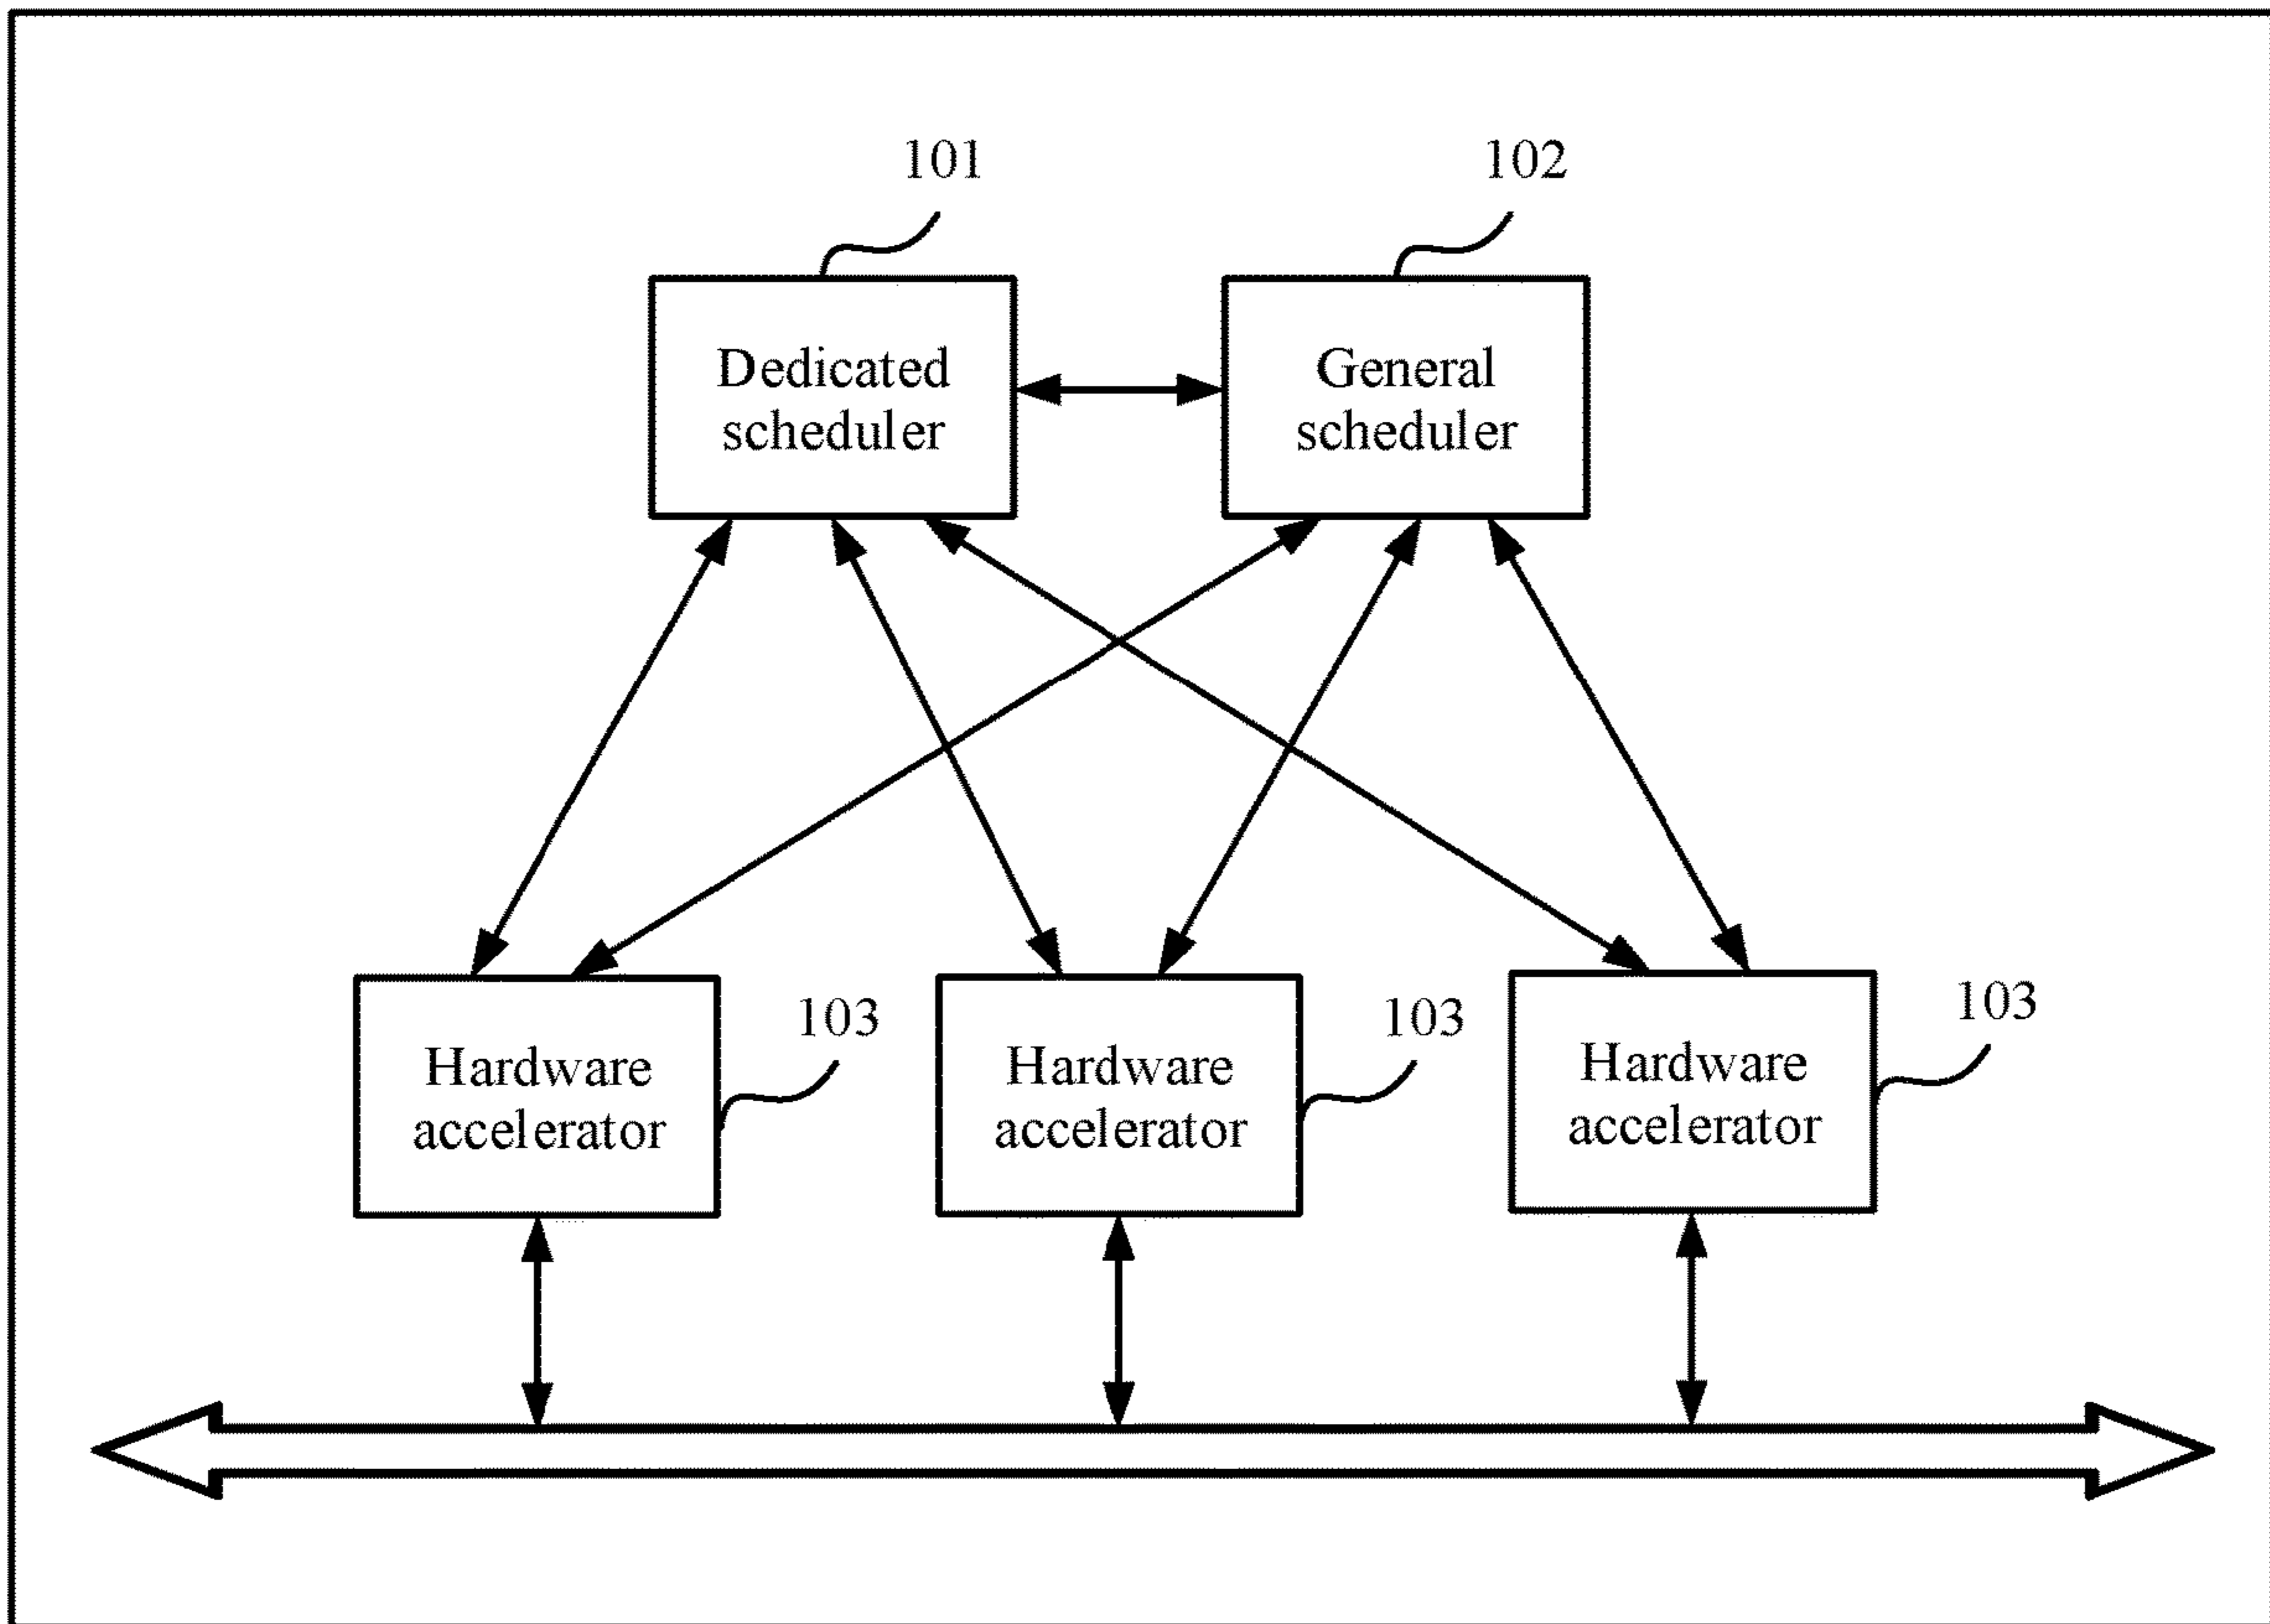 101
102
Dedicated
scheduler
General
scheduler
103
103
103
Hardware
accelerator
Hardware
accelerator
Hardware
accelerator